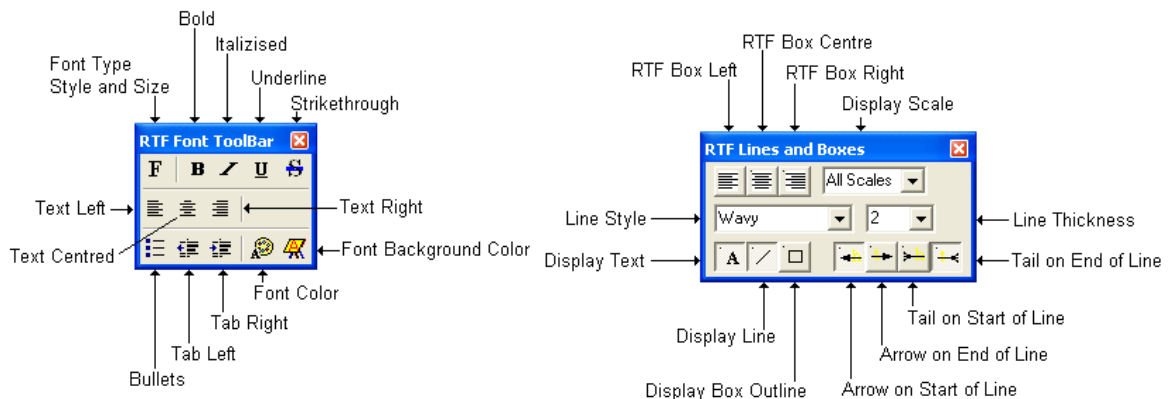 Bold
Italizised
Font Type
Style and Size
Underline
Strikethrough
RTF Font ToolBar
F B I U S
Text Left
Text Right
Text Centred
Font Background Color
A
Font Color
Tab Right
Tab Left
Bullets
RTF Box Centre
RTF Box Left
RTF Box Right
Display Scale
RTF Lines and Boxes
All Scales
Line Style
Wavy
2
Line Thickness
Display Text
A
Tail on End of Line
Tail on Start of Line
Display Line
Arrow on End of Line
Display Box Outline
Arrow on Start of Line